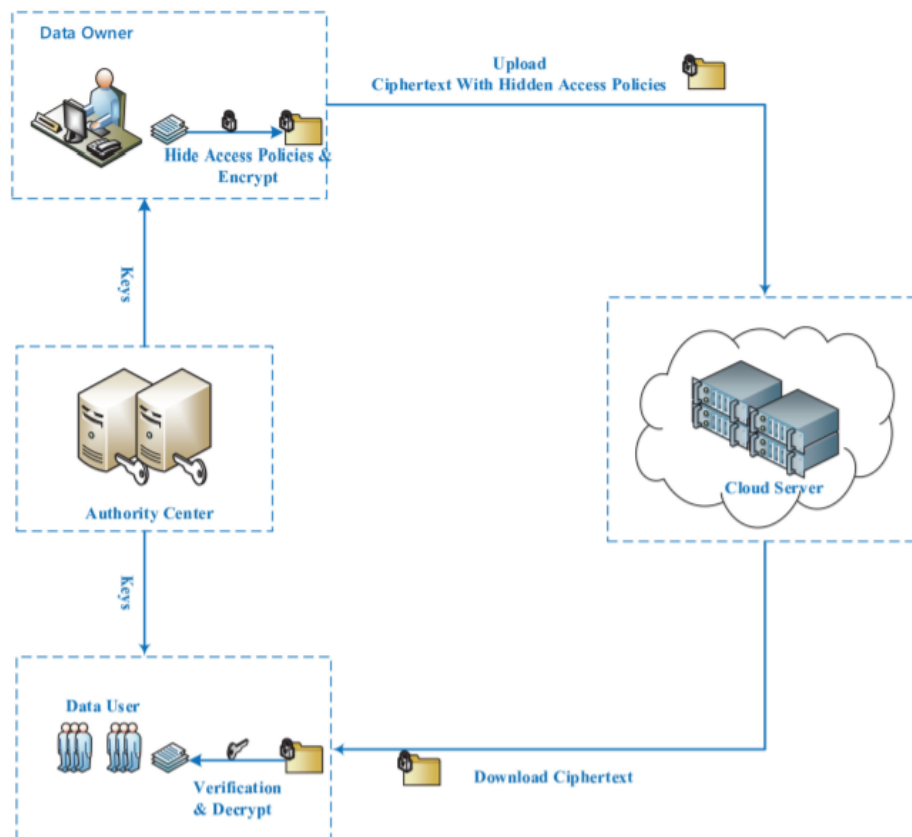 Data Owner
Upload
Ciphertext With Hidden Access Policies
Hide Access Policies &
Encrypt
Keys
Authority Center
Cloud Server
Keys
Data User
Verification
& Decrypt
Download Ciphertext